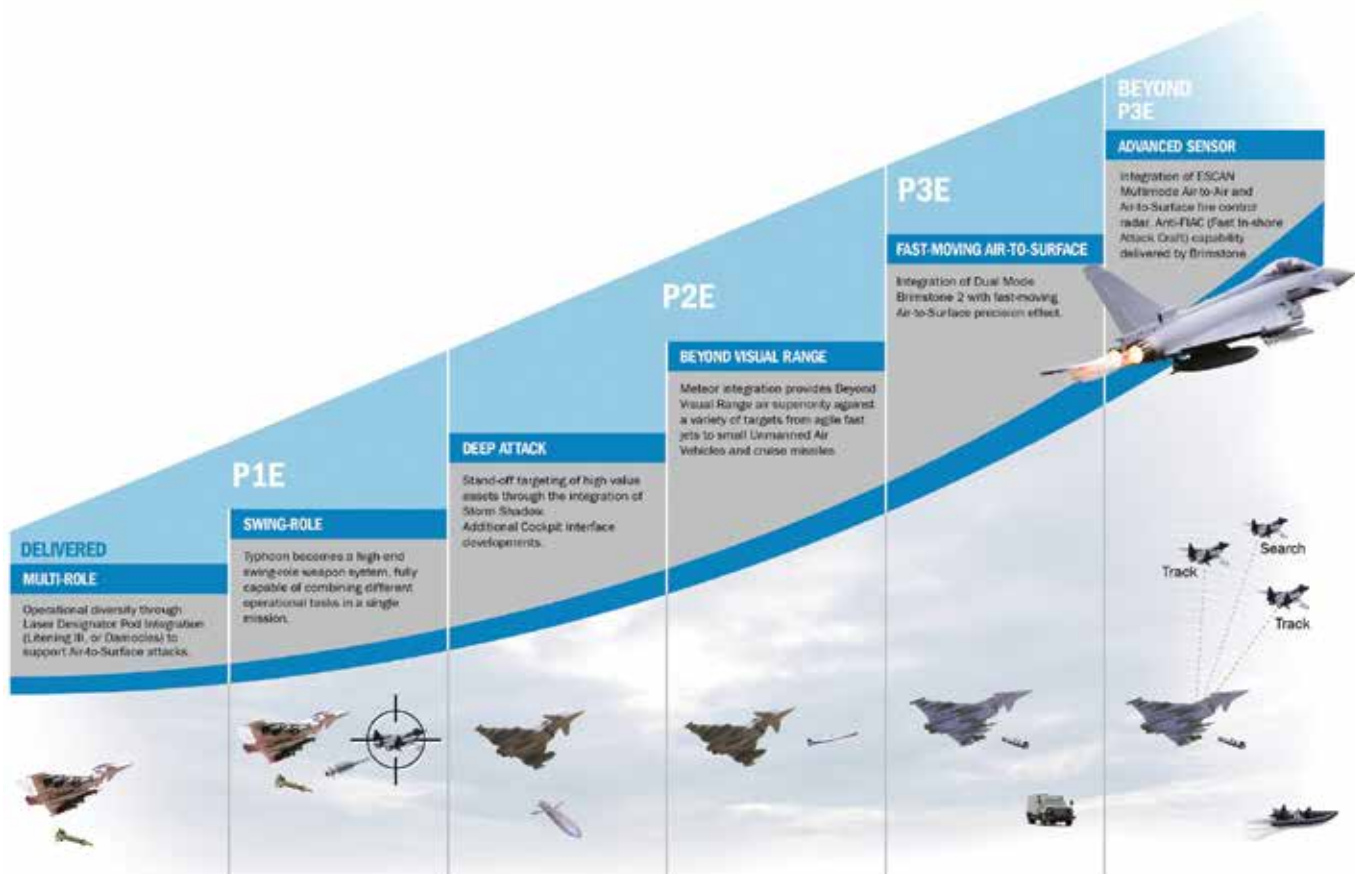 DELIVERED
MULTI-ROLE
Operational diversity through
Laser Designator Pod Integration
(Litening III, or Damocles) to
support Air-to-Surface attacks.
P1E
SWING-ROLE
Typhoon becomes a high-end
swing-role weapon system, fully
capable of combining different
operational tasks in a single
mission.
P2E
DEEP ATTACK
Stand-off targeting of high value
assets through the integration of
Storm Shadow.
Additional Cockpit Interface
developments.
BEYOND VISUAL RANGE
Meteor integration provides Beyond
Visual Range air superiority against
a variety of targets from agile fast
jets to small Unmanned Air
Vehicles and cruise missiles
P3E
FAST-MOVING AIR-TO-SURFACE
Integration of Dual Mode
Brimstone 2 with fast-moving
Air-to-Surface precision effect.
BEYOND
P3E
ADVANCED SENSOR
Integration of ESCAN
Multimode Air-to-Air and
Air-to-Surface fire control
radar. Anti-FIAC (Fast In-shore
Attack Craft) capability
delivered by Brimstone.
Search
Track
Track